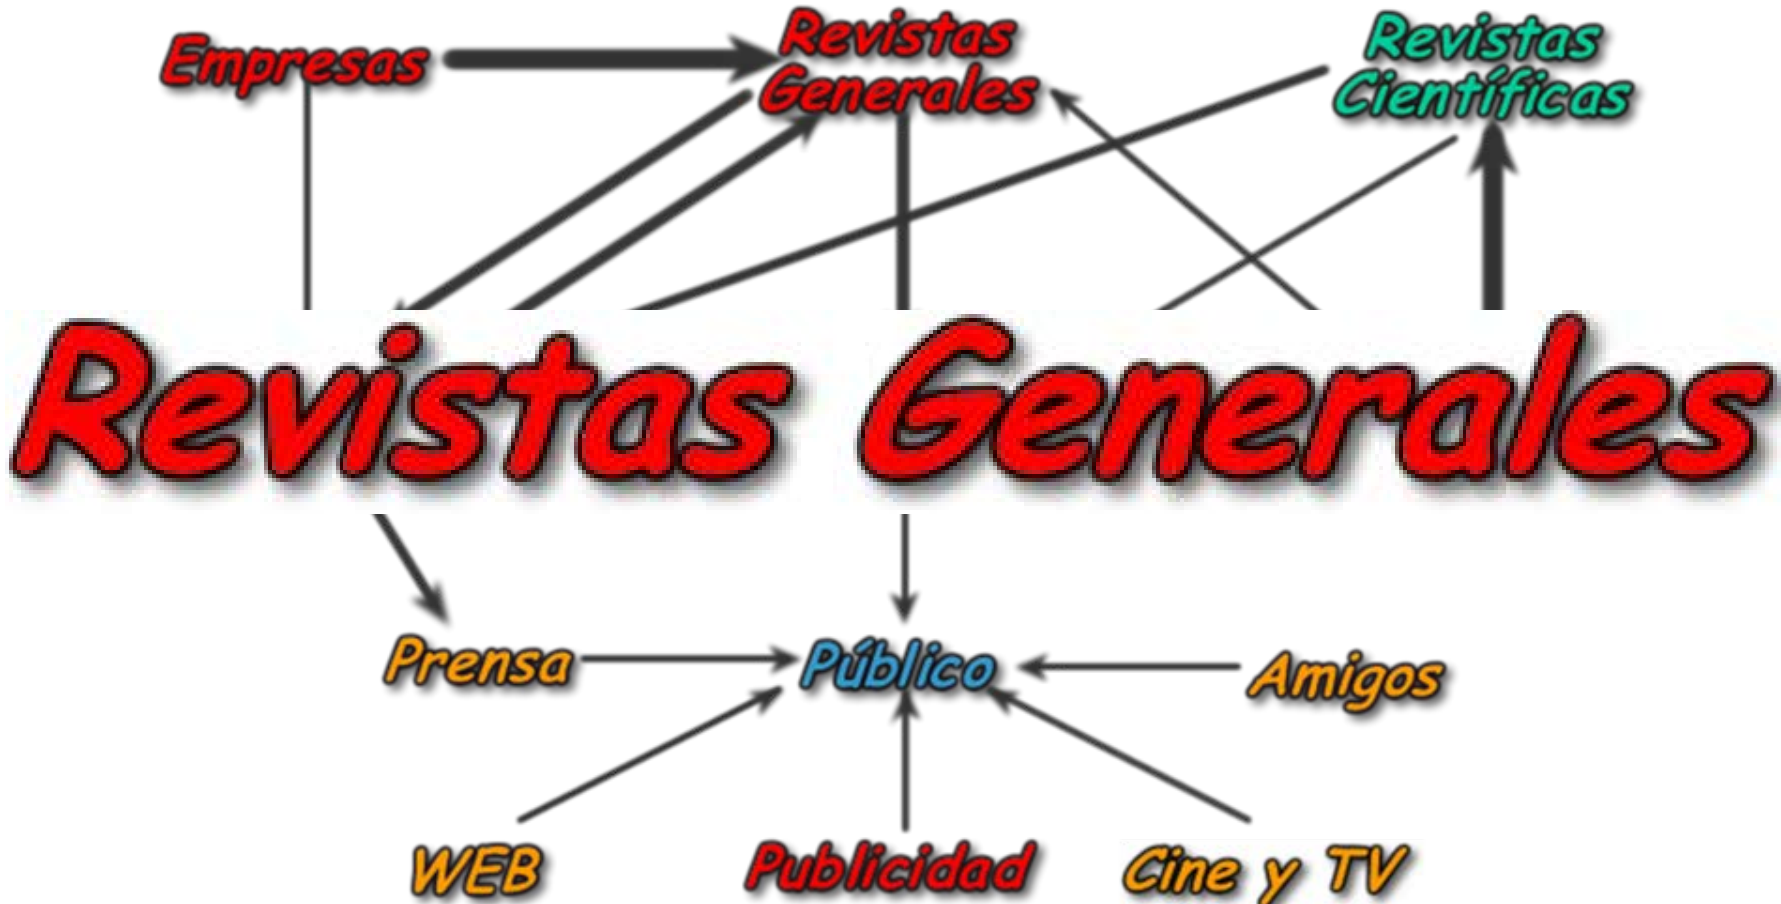 Empresas
Revistas
Generales
Revistas
Científicas
Revistas Generales
Prensa
Público
Amigos
WEB
Publicidad
Cine y TV